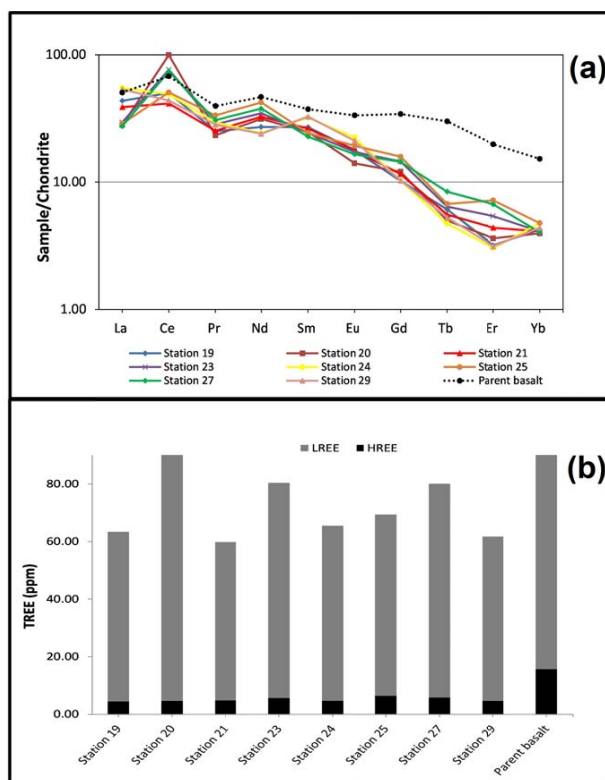 (a)
100.00
10.00
1.00
Sample/Chondrite
La Ce Pr Nd Sm Eu Gd Tb Er Yb
Station 19 Station 20 Station 21
Station 23 Station 24 Station 25
Station 27 Station 29 Parent basalt
(b)
LREE HREE
80.00
60.00
40.00
20.00
0.00
TREE (ppm)
Station 19 Station 20 Station 21 Station 23 Station 24 Station 25 Station 27 Station 29 Parent basalt